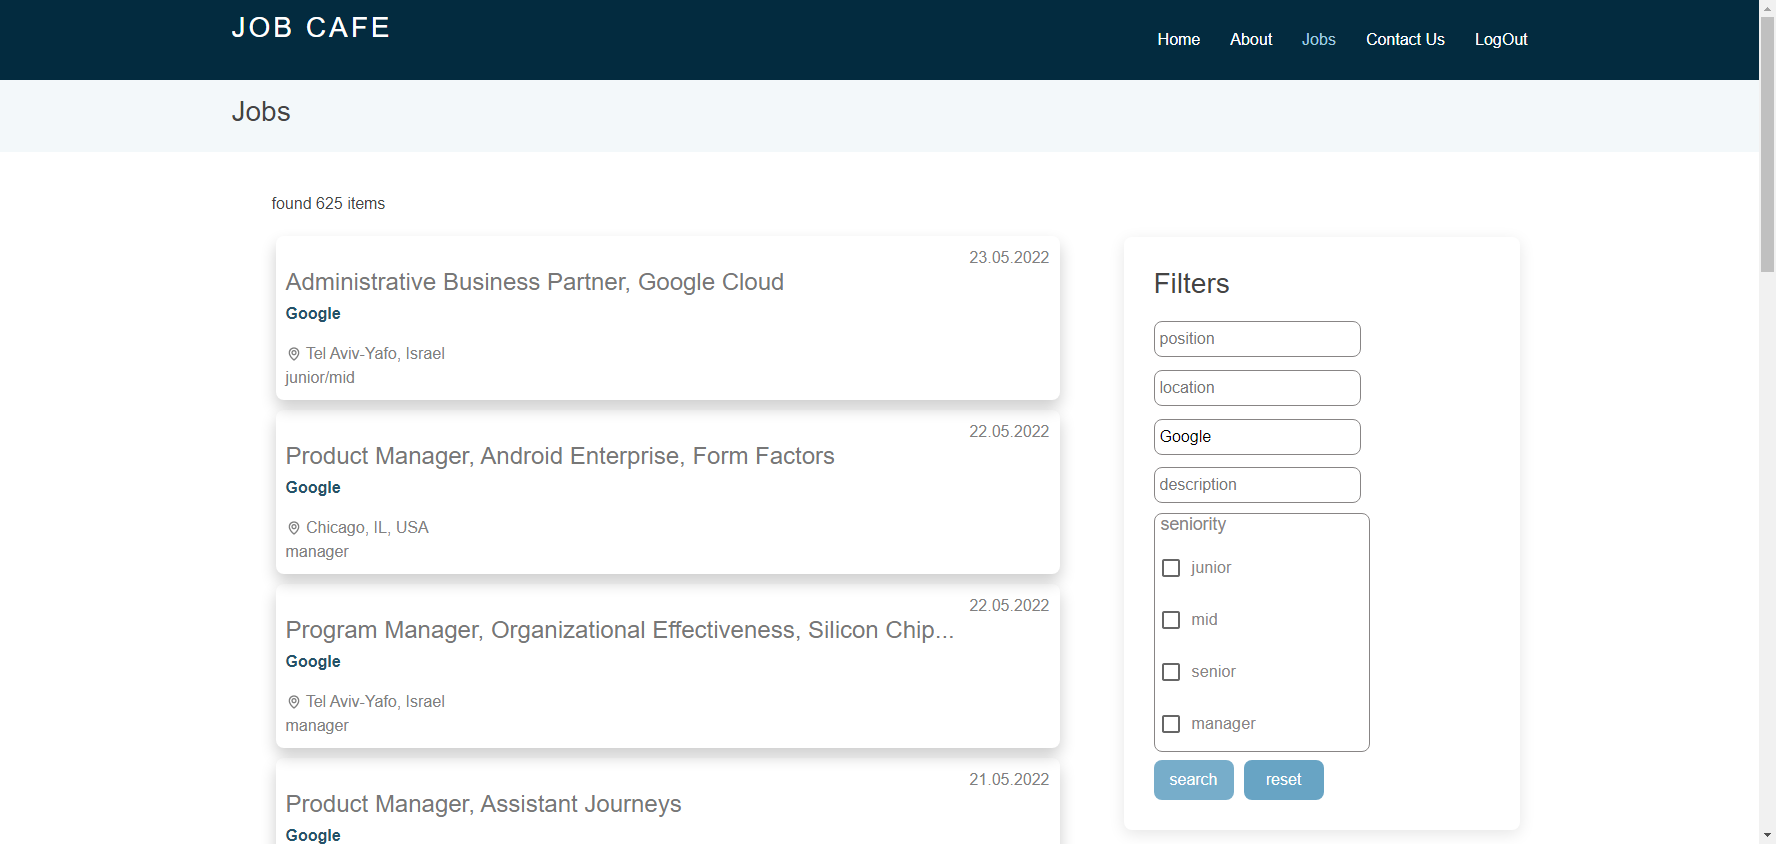 JOB CAFE
Home
About
Jobs
Contact Us
LogOut
Jobs
found 625 items
23.05.2022
Administrative Business Partner, Google Cloud
Google
Tel Aviv-Yafo, Israel
junior/mid
22.05.2022
Product Manager, Android Enterprise, Form Factors
Google
Chicago, IL, USA
manager
22.05.2022
Program Manager, Organizational Effectiveness, Silicon Chip...
Google
Tel Aviv-Yafo, Israel
manager
21.05.2022
Product Manager, Assistant Journeys
Google
Filters
position
location
Google
description
seniority
junior
mid
senior
manager
search
reset